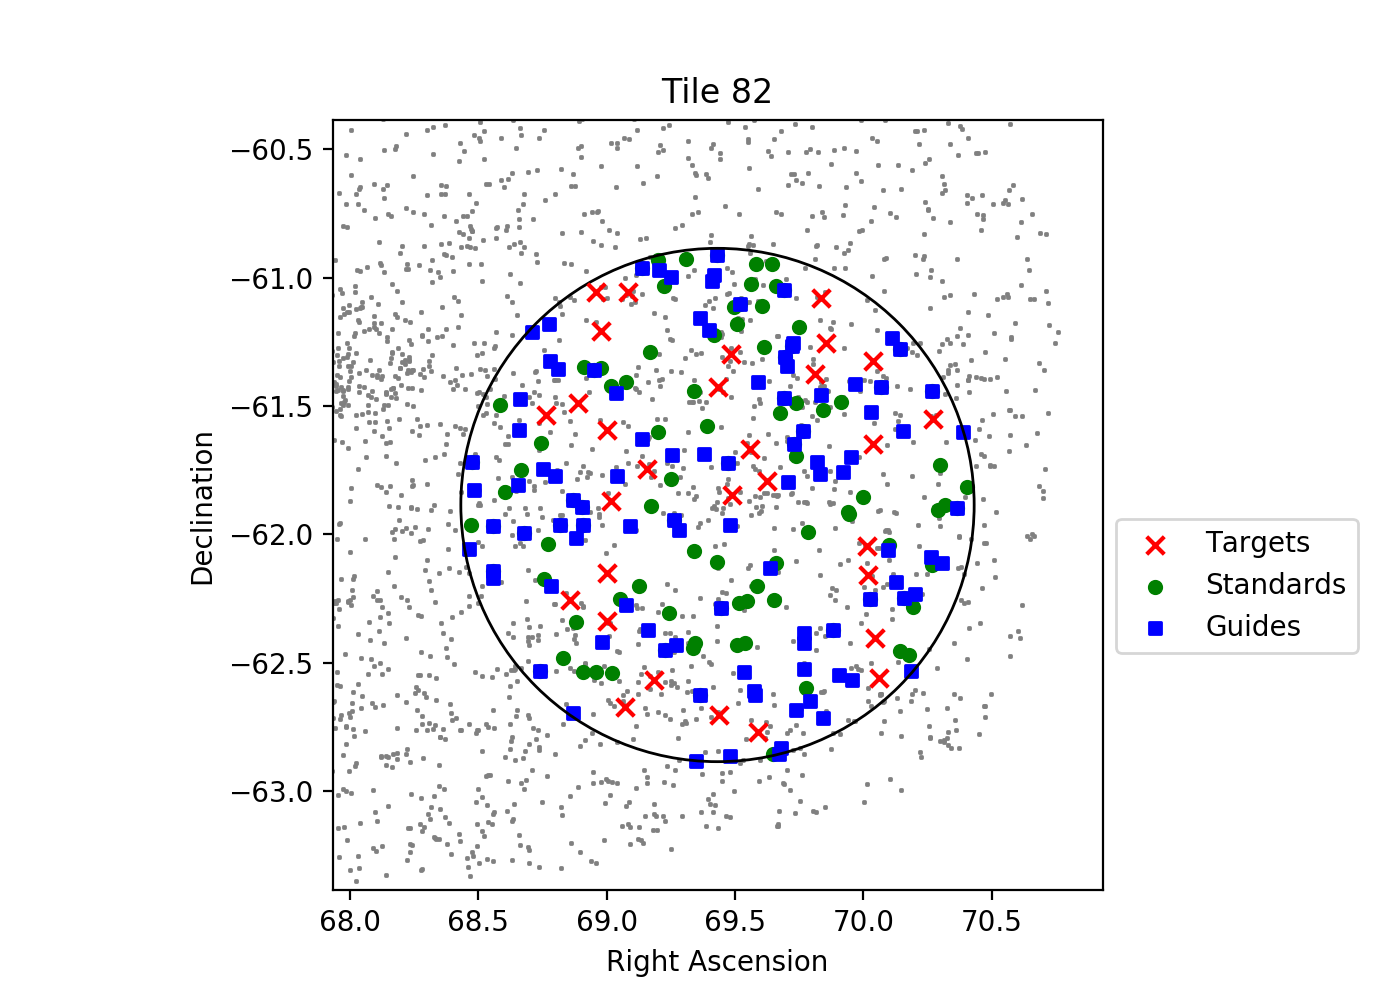 Tile 82
−60.5
−61.0
−61.5
−62.0
−62.5
−63.0
Declination
68.0 68.5 69.0 69.5 70.0 70.5
Right Ascension
Targets
Standards
Guides